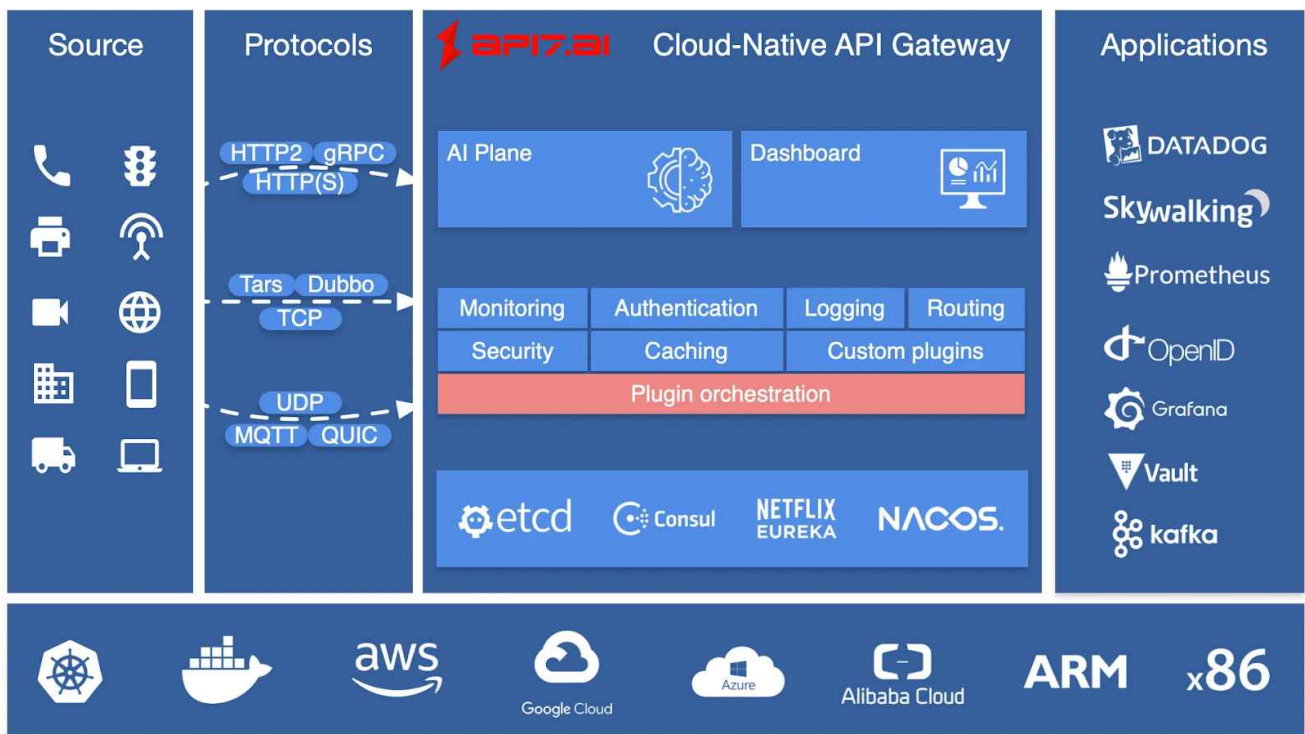 Source
Protocols
HTTP2 gRPC
HTTP(S)
Tars Dubbo
TCP
UDP
MQTT QUIC
API7.AI Cloud-Native API Gateway
AI Plane
Dashboard
Monitoring Authentication Logging Routing
Security Caching Custom plugins
Plugin orchestration
etcd Consul NETFLIX EUREKA NACOS.
Applications
DATADOG
Skywalking
Prometheus
OpenID
Grafana
Vault
kafka
aws Google Cloud Azure Alibaba Cloud ARM x86